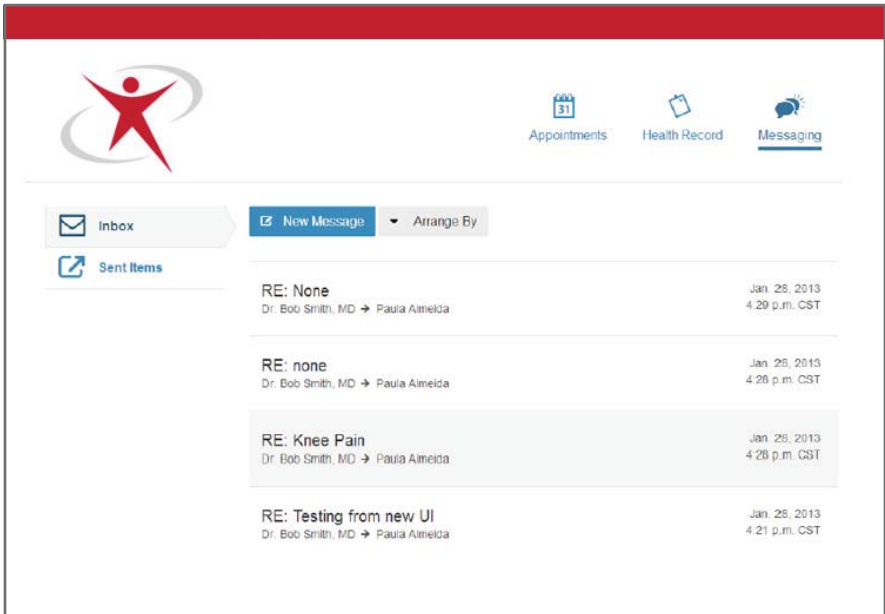 31
Appointments
Health Record
Messaging
Inbox
New Message
Arrange By
Sent Items
RE: None
Jan. 28, 2013
Dr. Bob Smith, MD → Paula Almeida
4:29 p.m. CST
RE: none
Jan. 28, 2013
Dr. Bob Smith, MD → Paula Almeida
4:28 p.m. CST
RE: Knee Pain
Jan. 28, 2013
Dr. Bob Smith, MD → Paula Almeida
4:28 p.m. CST
RE: Testing from new UI
Jan. 28, 2013
Dr. Bob Smith, MD → Paula Almeida
4:21 p.m. CST